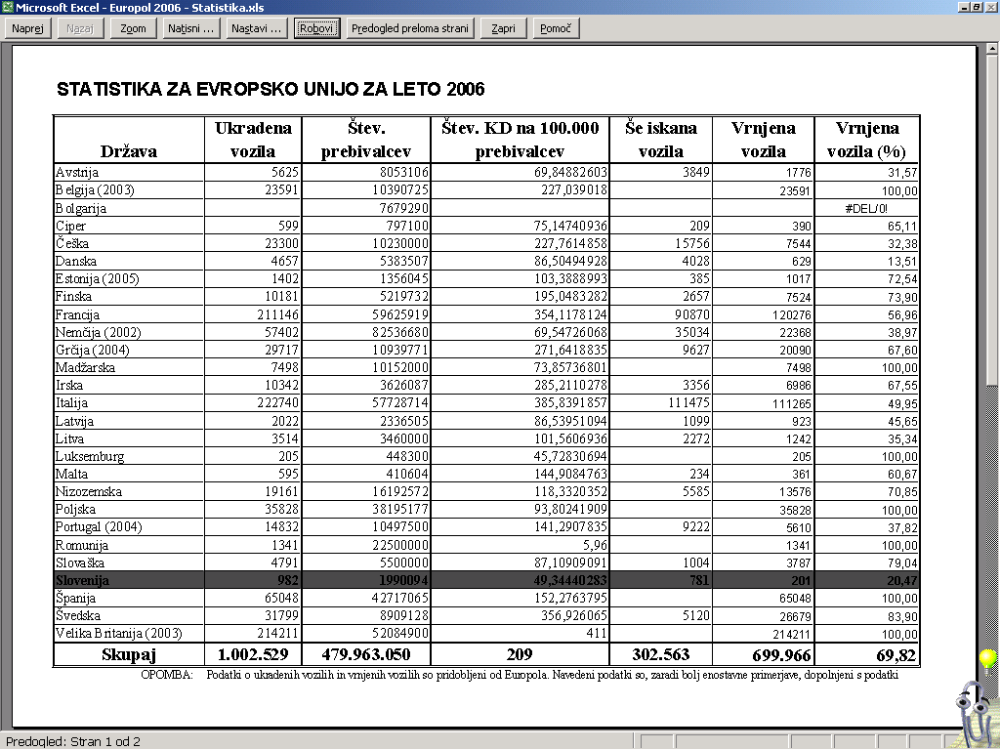 Microsoft Excel - Europol 2006 - Statistika.xls
Naprej Nazaj Zoom Natisni ... Nastavi ... Robovi Predogled preloma strani Zapri Pomoč
STATISTIKA ZA EVROPSKO UNIJO ZA LETO 2006
Država Ukradena vozila Štev. prebivalcev Štev. KD na 100.000 prebivalcev Še iskana vozila Vrnjena vozila Vrnjena vozila (%)
Avstrija 5625 8053106 69,84882603 3849 1776 31,57
Belgija (2003) 23591 10390725 227,039018 23591 100,00
Bolgarija 7679290 #DEL/0!
Ciper 599 797100 75,14740936 209 390 65,11
Češka 23300 10230000 227,7614858 15756 7544 32,38
Danska 4657 5383507 86,50494928 4028 629 13,51
Estonija (2005) 1402 1356045 103,3888993 385 1017 72,54
Finska 10181 5219732 195,0483282 2657 7524 73,90
Francija 211146 59625919 354,1178124 90870 120276 56,96
Nemčija (2002) 57402 82536680 69,54726068 35034 22368 38,97
Grčija (2004) 29717 10939771 271,6418835 9627 20090 67,60
Madžarska 7498 10152000 73,85736801 7498 100,00
Irska 10342 3626087 285,2110278 3356 6986 67,55
Italija 222740 57728714 385,8391857 111475 111265 49,95
Latvija 2022 2336505 86,53951094 1099 923 45,65
Litva 3514 3460000 101,5606936 2272 1242 35,34
Luksemburg 205 448300 45,72830694 205 100,00
Malta 595 410604 144,9084763 234 361 60,67
Nizozemska 19161 16192572 118,3320352 5585 13576 70,85
Poljska 35828 38195177 93,80241909 35828 100,00
Portugal (2004) 14832 10497500 141,2907835 9222 5610 37,82
Romunija 1341 22500000 5,96 1341 100,00
Slovaška 4791 5500000 87,10909091 1004 3787 79,04
Slovenija 982 1990094 49,34440283 781 201 20,47
Španija 65048 42717065 152,2763795 65048 100,00
Švedska 31799 8909128 356,926065 5120 26679 83,90
Velika Britanija (2003) 214211 52084900 411 214211 100,00
Skupaj 1.002.529 479.963.050 209 302.563 699.966 69,82
OPOMBA: Podatki o ukradenih vozilih in vrnjenih vozilih so pridobljeni od Europola. Navedeni podatki so, zaradi bolj enostavne primerjave, dopolnjeni s podatki
Predogled: Stran 1 od 2